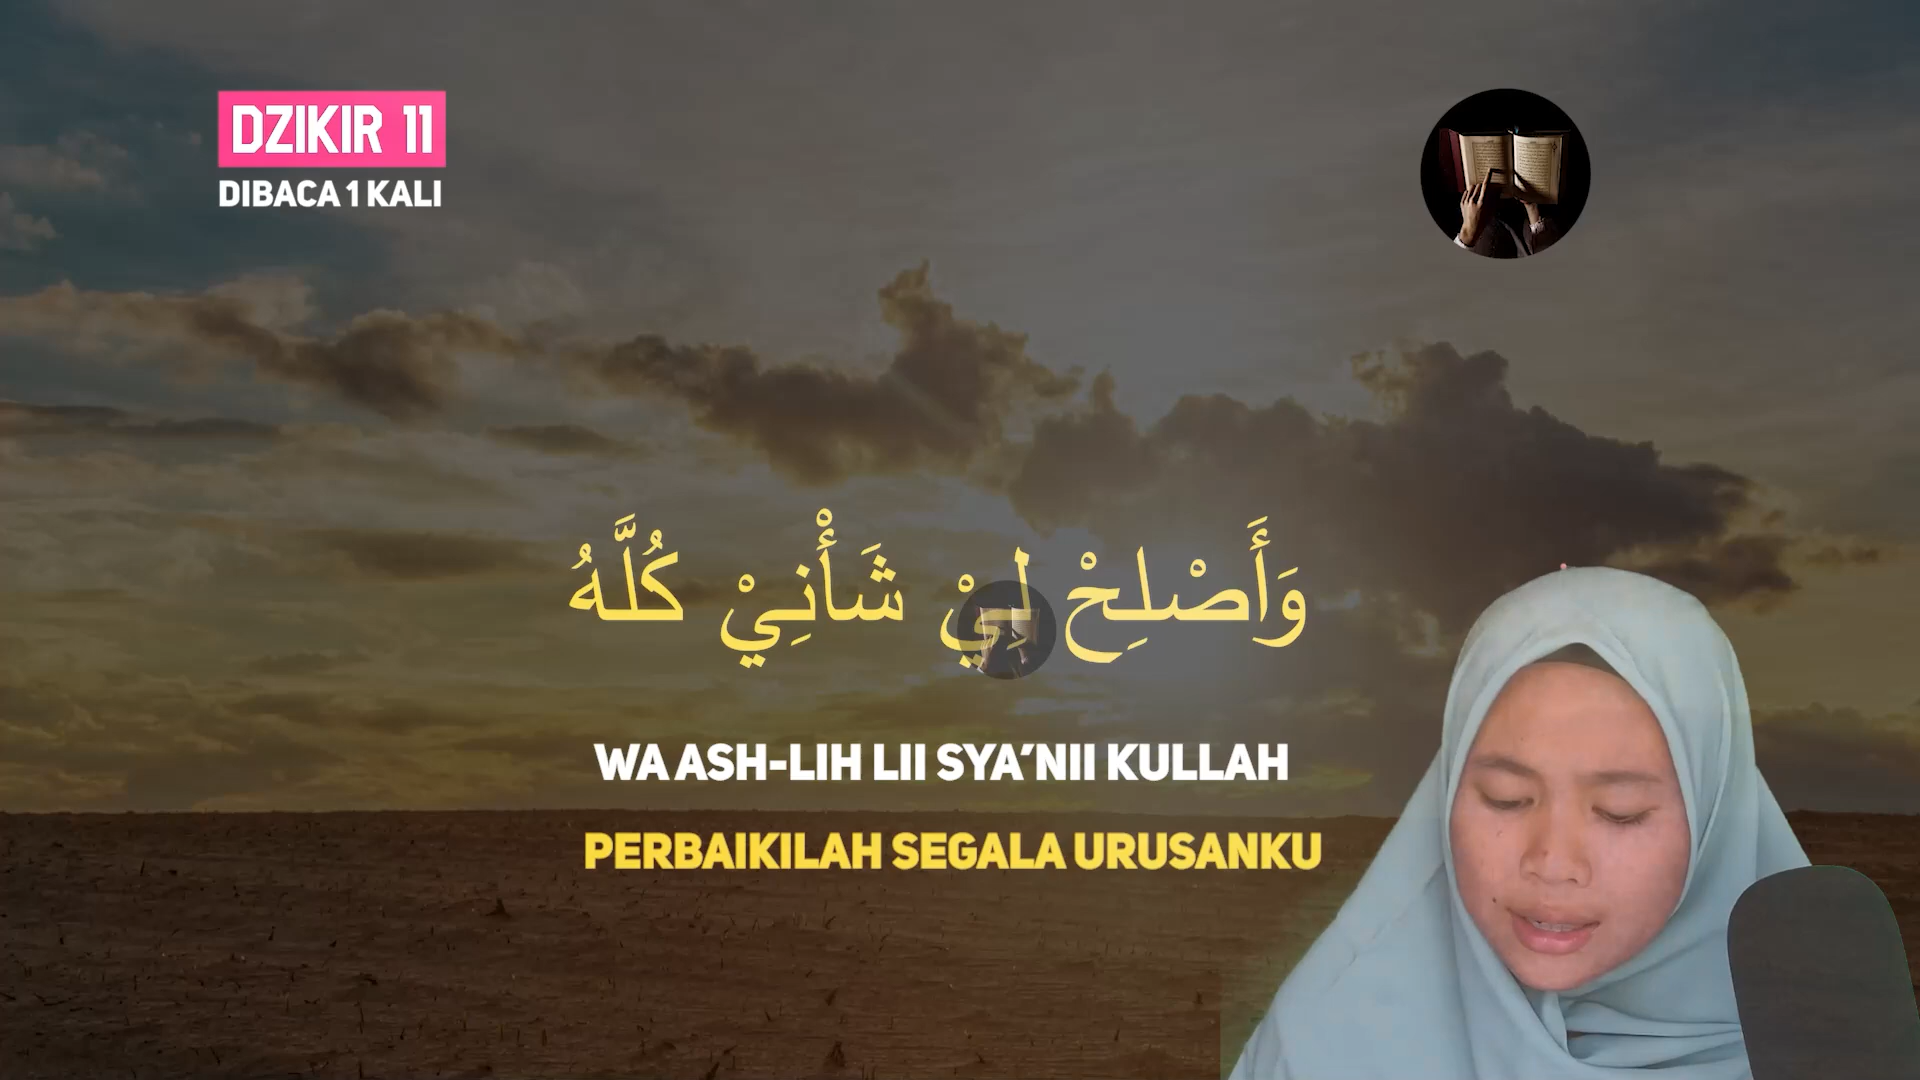 DZIKIR 11
DIBACA 1 KALI
وَأَصْلِحْ لِيْ شَأْنِيْ كُلَّهُ
WA ASH-LIH LII SYA'NII KULLAH
PERBAIKILAH SEGALA URUSANKU